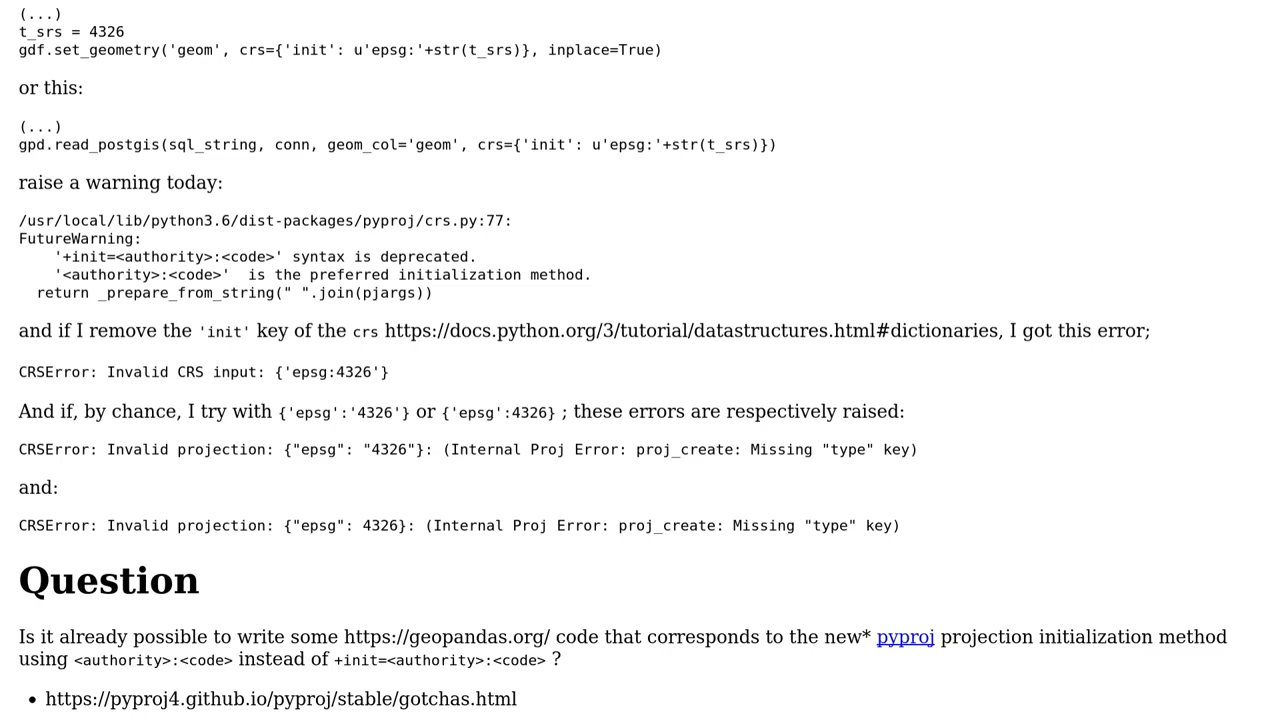 (...)
t_srs = 4326
gdf.set_geometry('geom', crs={'init': u'epsg:'+str(t_srs)}, inplace=True)
or this:
(...)
gpd.read_postgis(sql_string, conn, geom_col='geom', crs={'init': u'epsg:'+str(t_srs)})
raise a warning today:
/usr/local/lib/python3.6/dist-packages/pyproj/crs.py:77:
FutureWarning:
    '+init=<authority>:<code>' syntax is deprecated.
    '<authority>:<code>'  is the preferred initialization method.
  return _prepare_from_string(" ".join(pjargs))
and if I remove the 'init' key of the crs https://docs.python.org/3/tutorial/datastructures.html#dictionaries, I got this error;
CRSError: Invalid CRS input: {'epsg:4326'}
And if, by chance, I try with {'epsg':'4326'} or {'epsg':4326} ; these errors are respectively raised:
CRSError: Invalid projection: {"epsg": "4326"}: (Internal Proj Error: proj_create: Missing "type" key)
and:
CRSError: Invalid projection: {"epsg": 4326}: (Internal Proj Error: proj_create: Missing "type" key)
Question
Is it already possible to write some https://geopandas.org/ code that corresponds to the new* pyproj projection initialization method
using <authority>:<code> instead of +init=<authority>:<code> ?
• https://pyproj4.github.io/pyproj/stable/gotchas.html